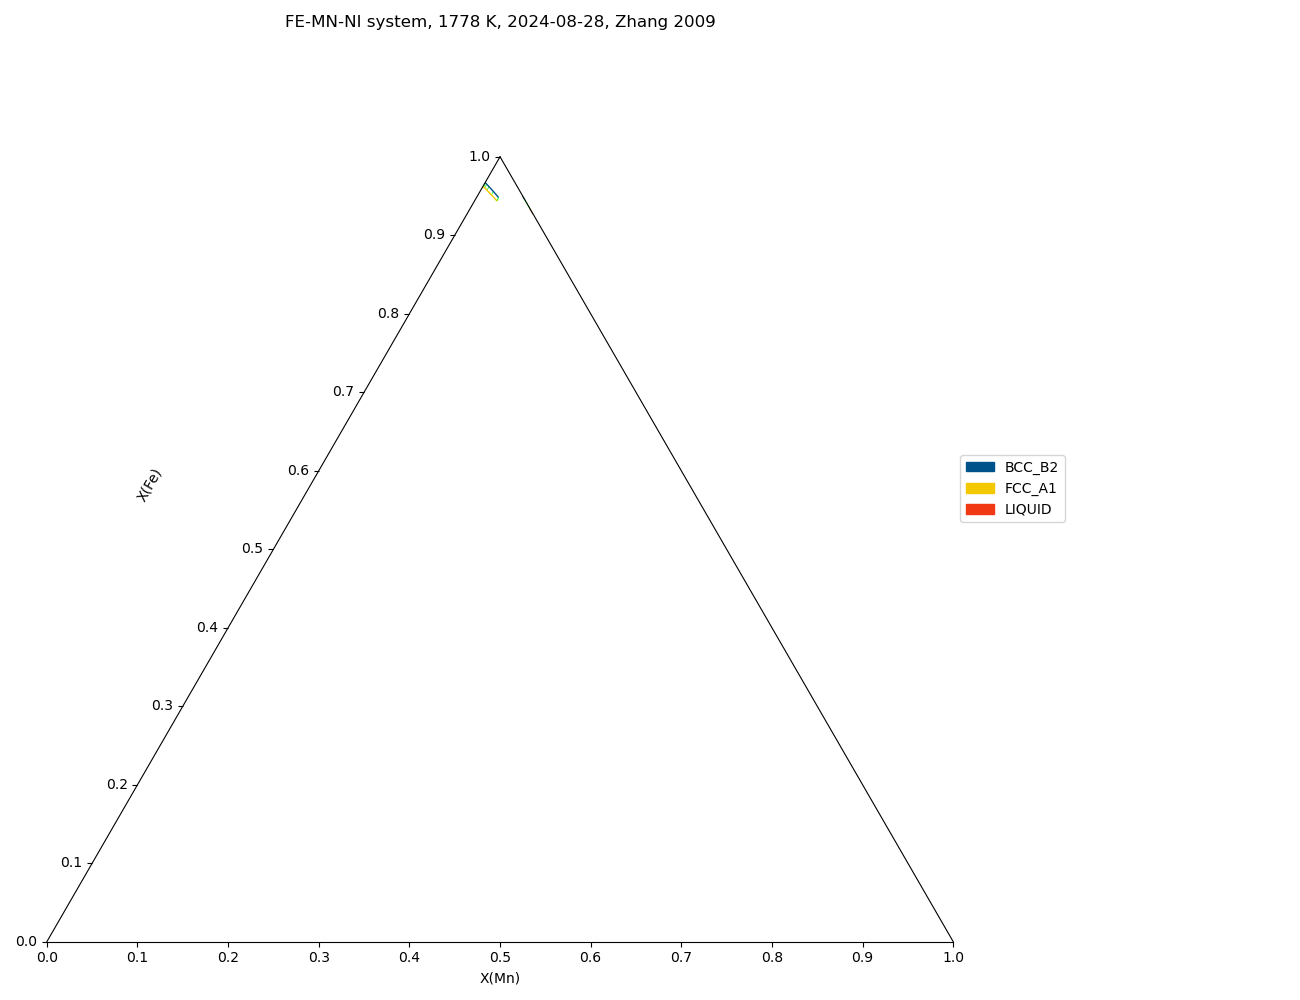 FE-MN-NI system, 1778 K, 2024-08-28, Zhang 2009
1.0
0.9
0.8
0.7
0.6
0.5
0.4
0.3
0.2
0.1
0.0
X(Fe)
BCC_B2
FCC_A1
LIQUID
0.0 0.1 0.2 0.3 0.4 0.5 0.6 0.7 0.8 0.9 1.0
X(Mn)